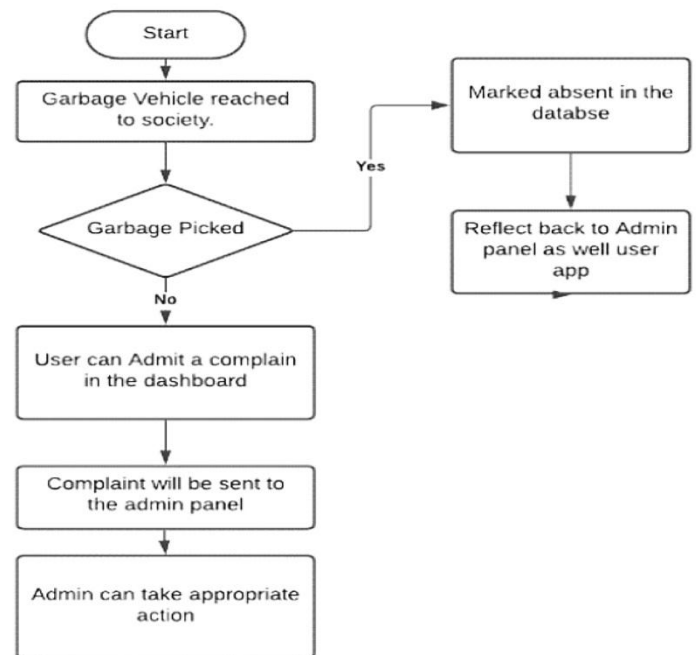 Start
Garbage Vehicle reached
to society.
Garbage Picked
Yes
Marked absent in the
databse
Reflect back to Admin
panel as well user
app
No
User can Admit a complain
in the dashboard
Complaint will be sent to
the admin panel
Admin can take appropriate
action